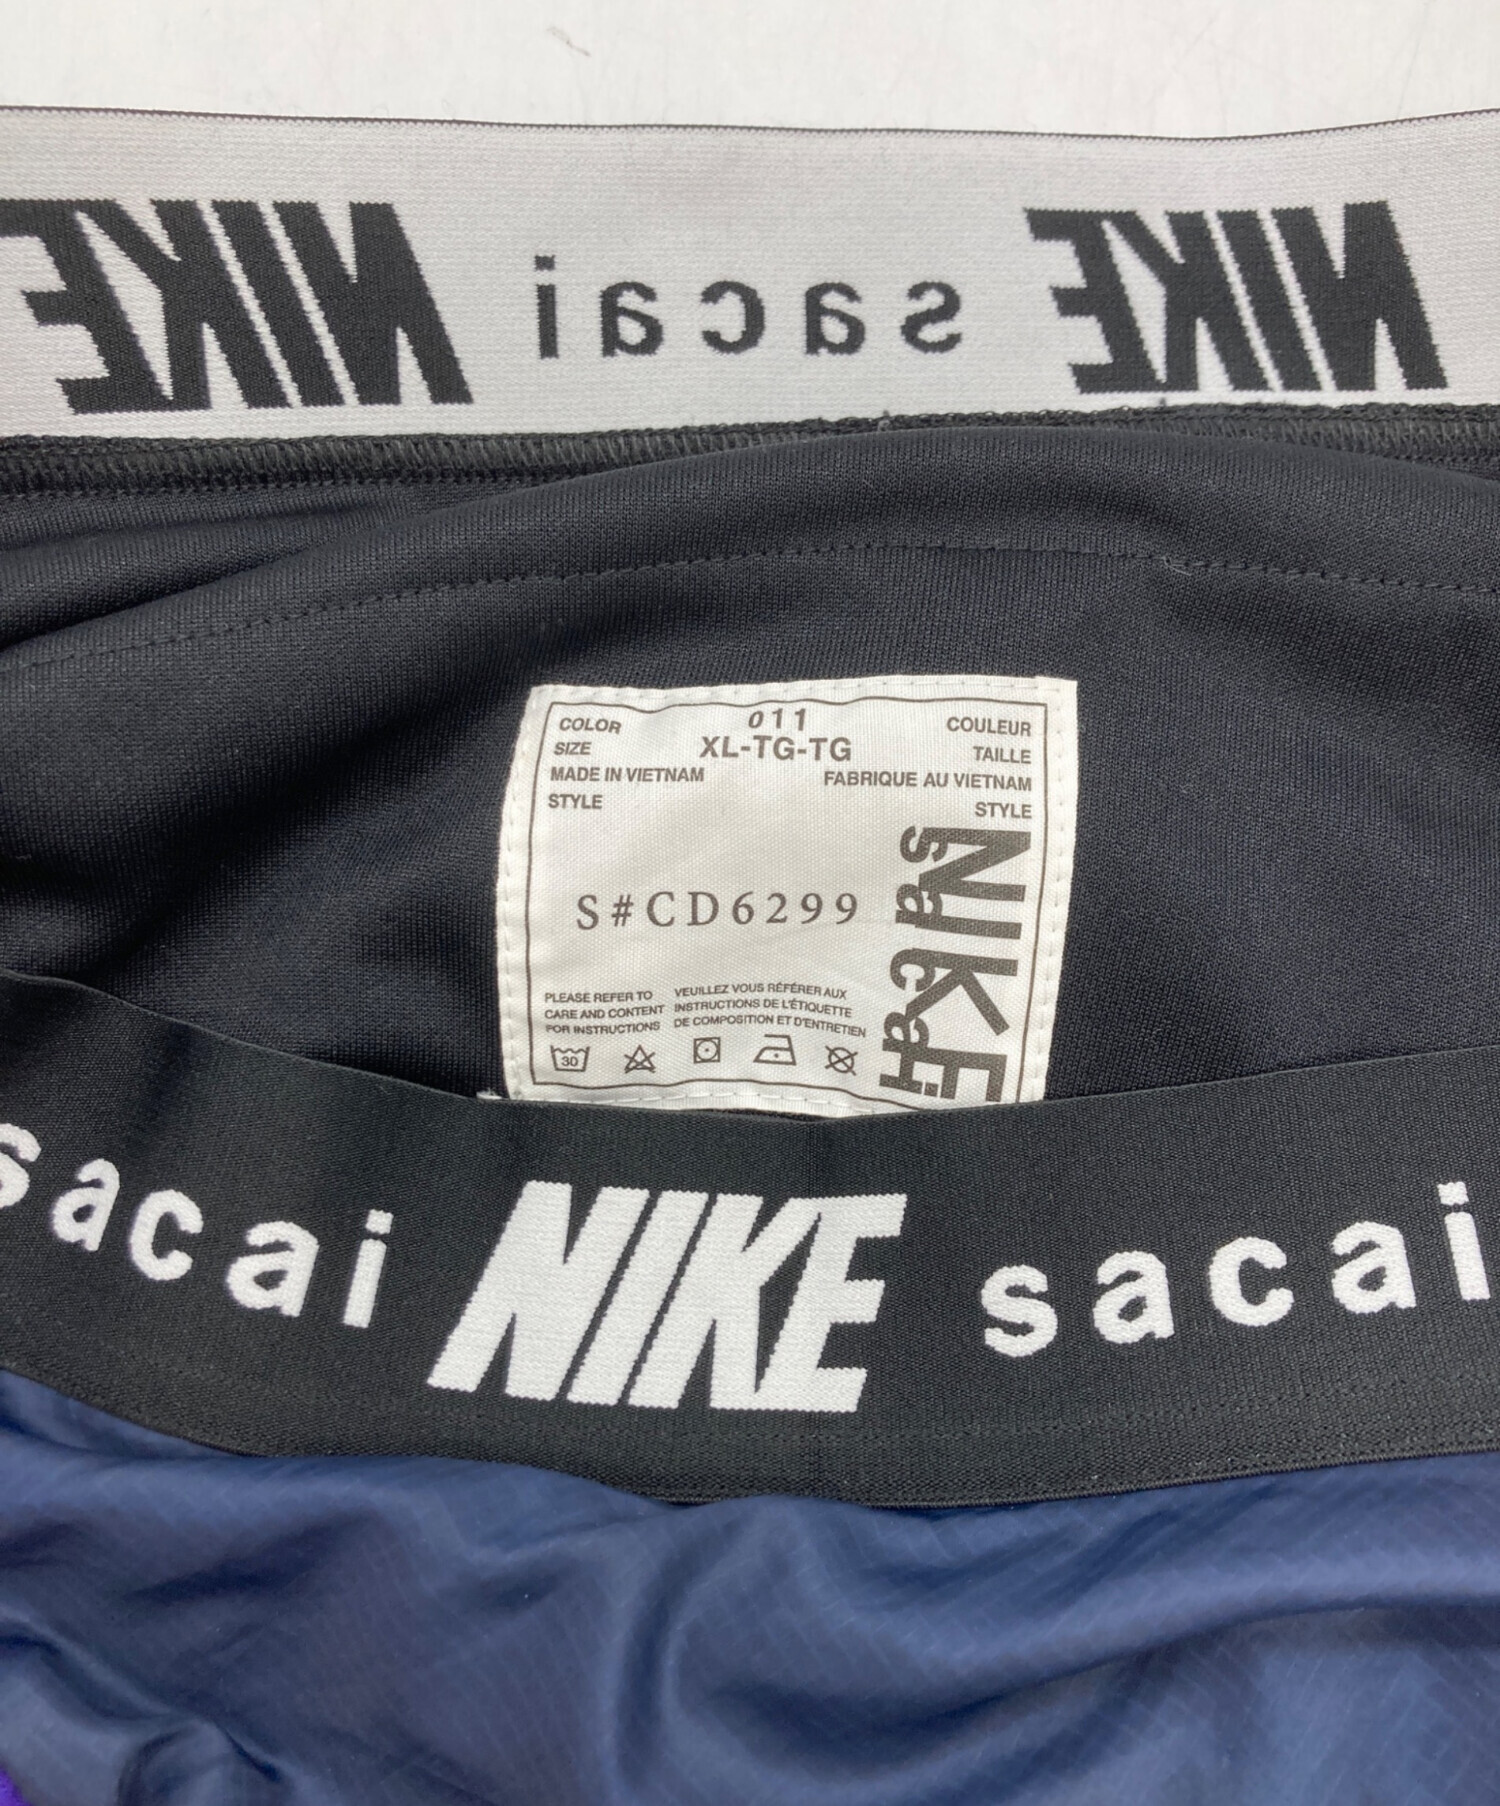 NIKE sacai NIKE
COLOR 011 COULEUR
SIZE XL-TG-TG TAILLE
MADE IN VIETNAM FABRIQUE AU VIETNAM
STYLE STYLE
NIKE
sacai
S#CD6299
PLEASE REFER TO
CARE AND CONTENT
FOR INSTRUCTIONS
VEUILLEZ VOUS RÉFÉRER AUX
INSTRUCTIONS DE L'ÉTIQUETTE
DE COMPOSITION ET D'ENTRETIEN
30
sacai NIKE sacai